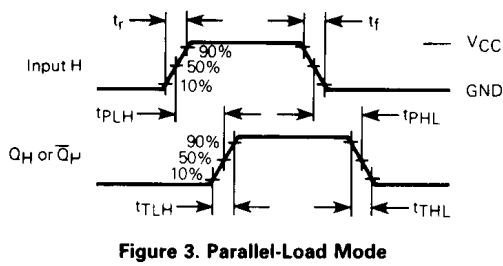 tr
tf
90%
50%
10%
Input H
VCC
GND
tPLH
tPHL
90%
50%
10%
QH or Q̅H
tTLH
tTHL
Figure 3. Parallel-Load Mode